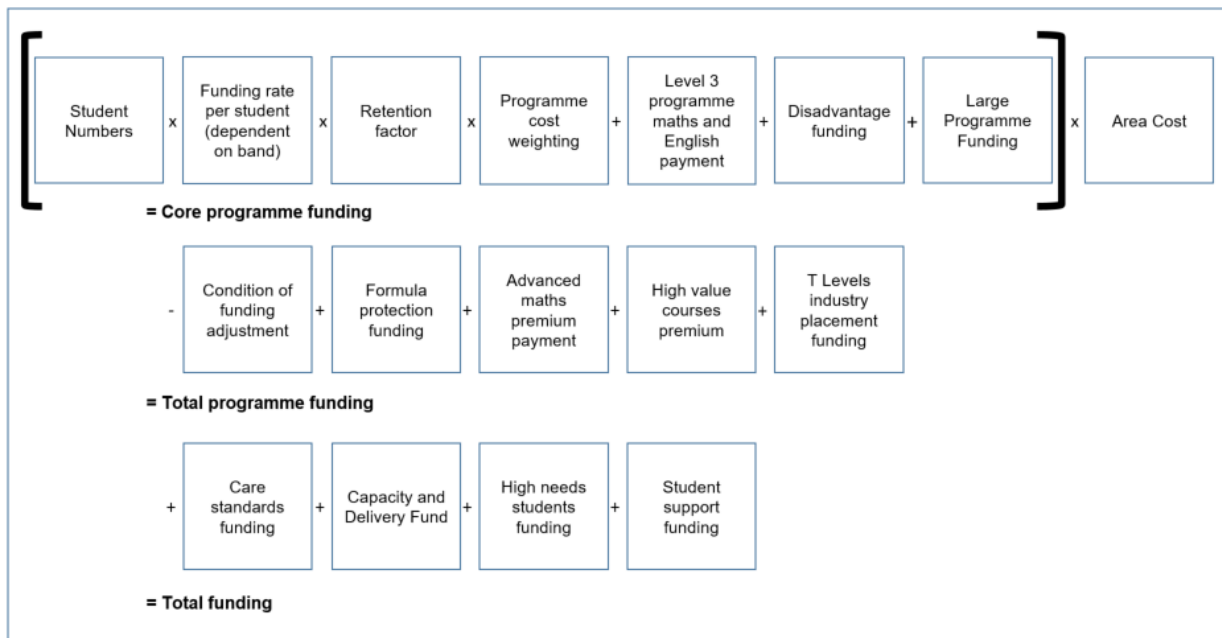 Student
Numbers
x
Funding rate
per student
(dependent
on band)
x
Retention
factor
x
Programme
cost
weighting
+
Level 3
programme
maths and
English
payment
+
Disadvantage
funding
+
Large
Programme
Funding
x
Area Cost
= Core programme funding
-
Condition of
funding
adjustment
+
Formula
protection
funding
+
Advanced
maths
premium
payment
+
High value
courses
premium
+
T Levels
industry
placement
funding
= Total programme funding
+
Care
standards
funding
+
Capacity and
Delivery Fund
+
High needs
students
funding
+
Student
support
funding
= Total funding